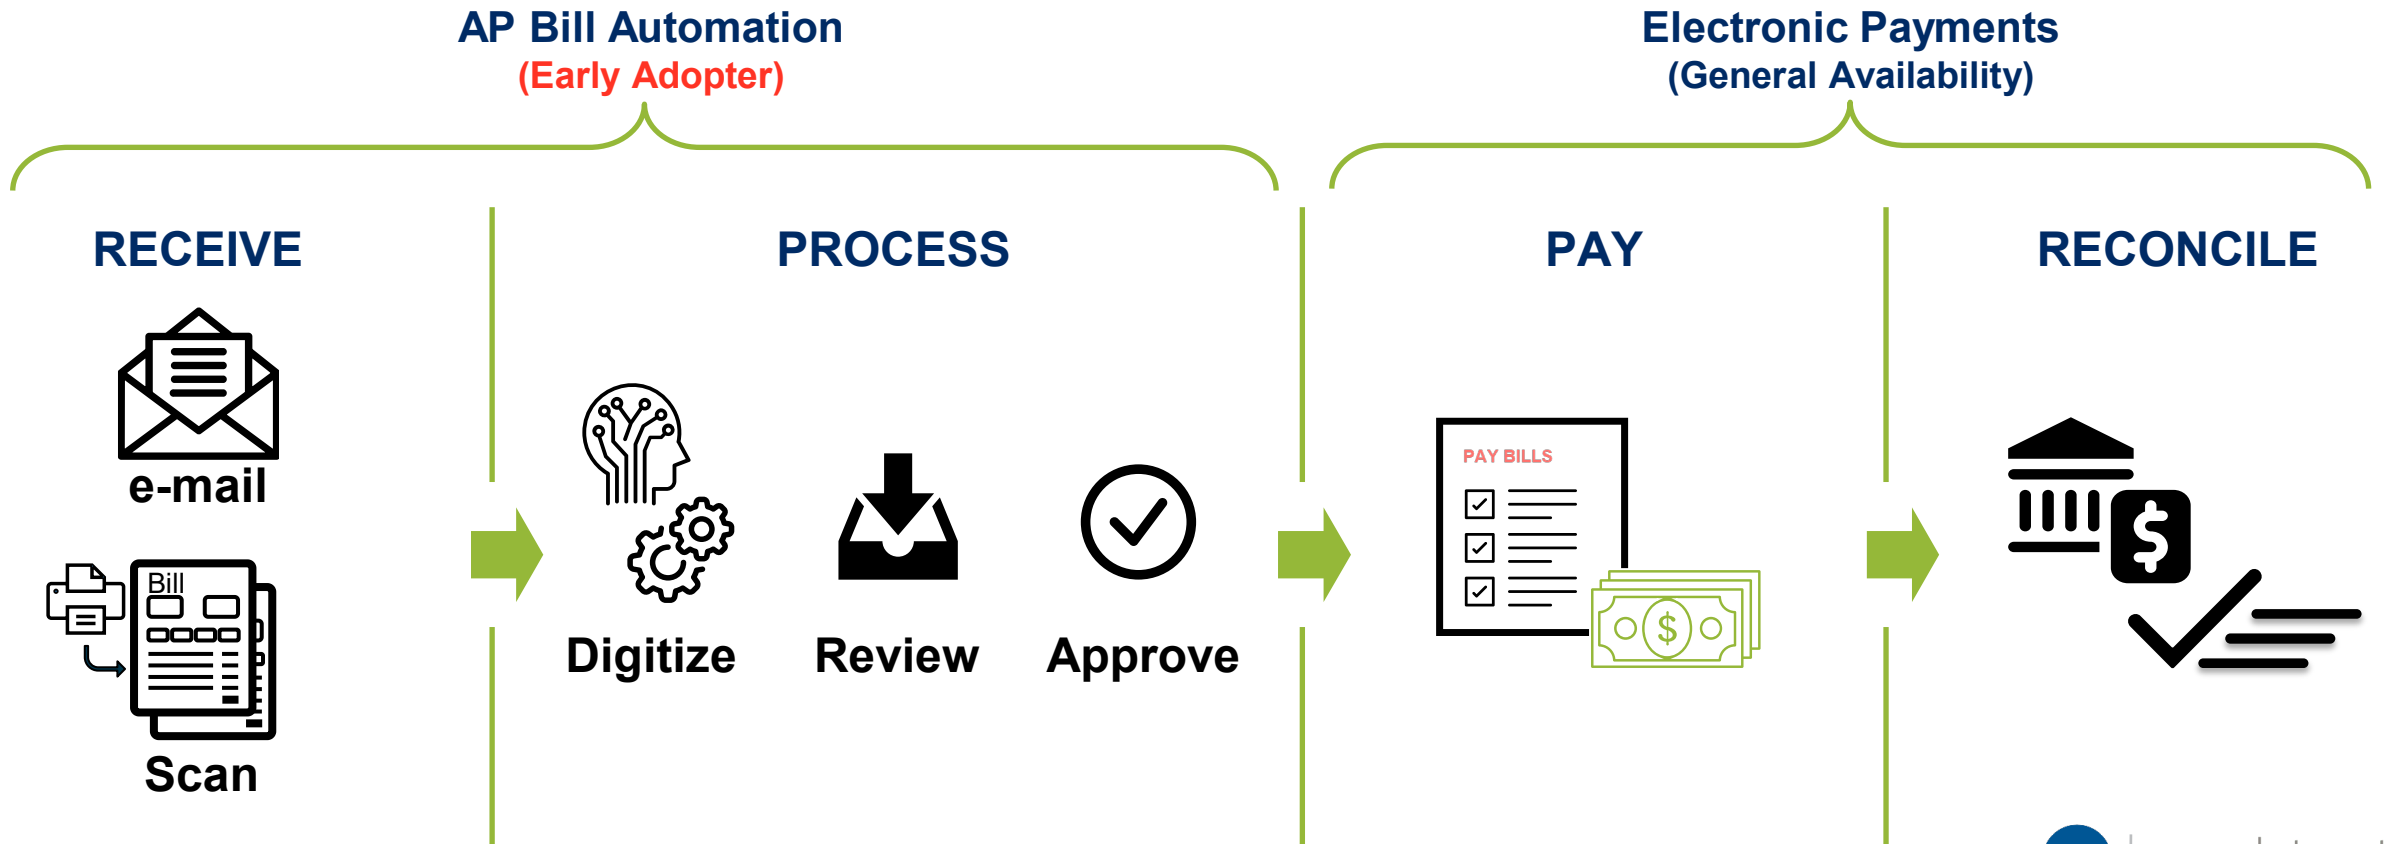 AP Bill Automation
(Early Adopter)
Electronic Payments
(General Availability)
RECEIVE
PROCESS
PAY
RECONCILE
e-mail
Bill
Scan
Digitize
Review
Approve
PAY BILLS
$
$